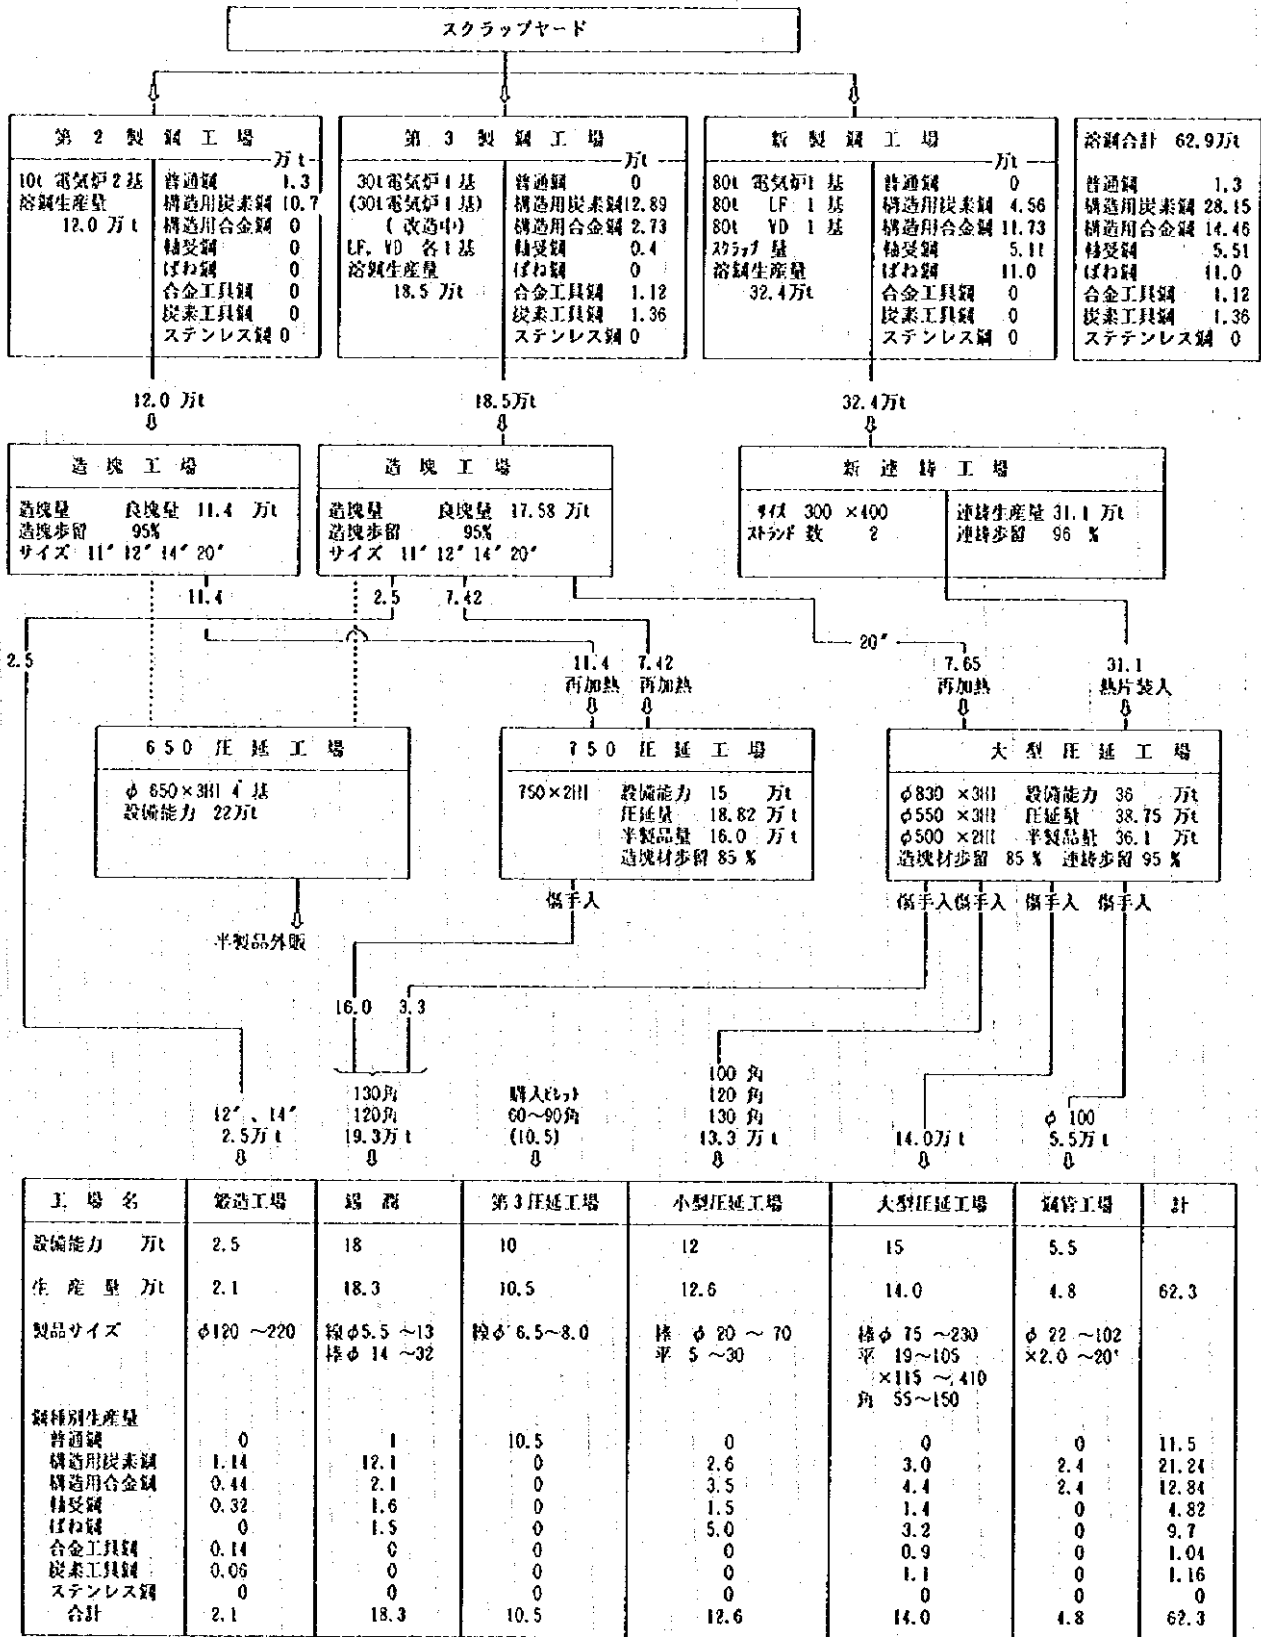 スクラップヤード
第2製鋼工場
万t
10t 電気炉2基
溶鋼生産量
12.0 万t
普通鋼 1.3
構造用炭素鋼 10.7
構造用合金鋼 0
軸受鋼 0
ばね鋼 0
合金工具鋼 0
炭素工具鋼 0
ステンレス鋼 0
第3製鋼工場
万t
30t電気炉1基
(30t電気炉1基)
(改造中)
LF, VD 各1基
溶鋼生産量
18.5 万t
普通鋼 0
構造用炭素鋼12.89
構造用合金鋼 2.73
軸受鋼 0.4
ばね鋼 0
合金工具鋼 1.12
炭素工具鋼 1.36
ステンレス鋼 0
新製鋼工場
万t
80t 電気炉1基
80t LF 1基
80t VD 1基
スクラップ量
溶鋼生産量
32.4万t
普通鋼 0
構造用炭素鋼 4.56
構造用合金鋼 11.73
軸受鋼 5.11
ばね鋼 11.0
合金工具鋼 0
炭素工具鋼 0
ステンレス鋼 0
溶鋼合計 62.9万t
普通鋼 1.3
構造用炭素鋼 28.15
構造用合金鋼 14.46
軸受鋼 5.51
ばね鋼 11.0
合金工具鋼 1.12
炭素工具鋼 1.36
ステテンレス鋼 0
12.0 万t
18.5万t
32.4万t
造塊工場
造塊量 良塊量 11.4 万t
造塊歩留 95%
サイズ 11″ 12″ 14″ 20″
造塊工場
造塊量 良塊量 17.58 万t
造塊歩留 95%
サイズ 11″ 12″ 14″ 20″
新連鋳工場
サイズ 300×400
ストランド数 2
連鋳生産量 31.1 万t
連鋳歩留 96 %
11.4
2.5 7.42
20″
2.5
11.4 7.42
再加熱 再加熱
7.65
再加熱
31.1
熱片装入
650圧延工場
φ650×3HI 4基
設備能力 22万t
750圧延工場
750×2HI 設備能力 15 万t
圧延量 18.82 万t
半製品量 16.0 万t
造塊材歩留 85 %
大型圧延工場
φ830×3HI 設備能力 36 万t
φ550×3HI 圧延量 38.75 万t
φ500×2HI 半製品量 36.1 万t
造塊材歩留 85 % 連鋳歩留 95 %
半製品外販
傷手入
傷手入 傷手入 傷手入 傷手入
16.0 3.3
12″、14″
2.5万t
130角
120角
19.3万t
購入ビレット
60～90角
(10.5)
100 角
120 角
130 角
13.3 万t
14.0万t
φ100
5.5万t
工場名 鍛造工場 線 第3圧延工場 小型圧延工場 大型圧延工場 鋼管工場 計
設備能力 万t 2.5 18 10 12 15 5.5
生産量 万t 2.1 18.3 10.5 12.6 14.0 4.8 62.3
製品サイズ φ120～220 線φ5.5～13 線φ6.5～8.0 棒 φ20～70 棒φ75～230 φ22～102
棒φ14～32 平 5～30 平 19～105 ×2.0～20t
×115～410
角 55～150
鋼種別生産量
普通鋼 0 1 10.5 0 0 0 11.5
構造用炭素鋼 1.14 12.1 0 2.6 3.0 2.4 21.24
構造用合金鋼 0.44 2.1 0 3.5 4.4 2.4 12.84
軸受鋼 0.32 1.6 0 1.5 1.4 0 4.82
ばね鋼 0 1.5 0 5.0 3.2 0 9.7
合金工具鋼 0.14 0 0 0 0.9 0 1.04
炭素工具鋼 0.06 0 0 0 1.1 0 1.16
ステンレス鋼 0 0 0 0 0 0 0
合計 2.1 18.3 10.5 12.6 14.0 4.8 62.3